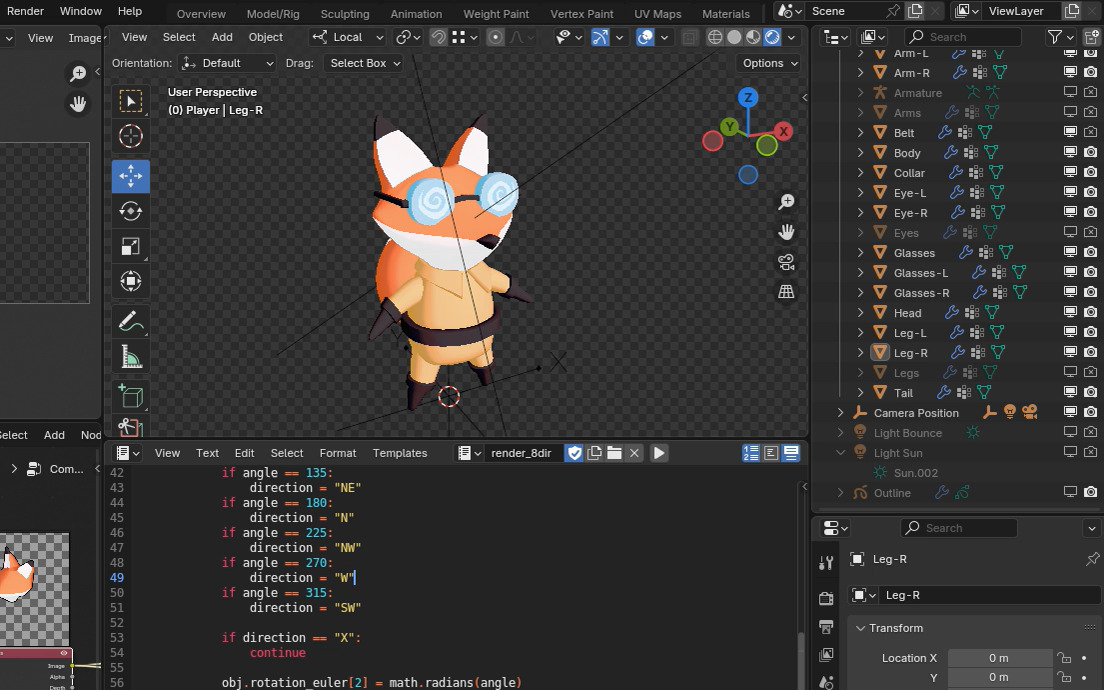 Render Window Help
Overview Model/Rig Sculpting Animation Weight Paint Vertex Paint UV Maps Materials
Scene
ViewLayer
View Image
View Select Add Object
Local
Search
Orientation: Default Drag: Select Box
Options
User Perspective
(0) Player | Leg-R
Z
Y
X
Arm-L
Arm-R
Armature
Arms
Belt
Body
Collar
Eye-L
Eye-R
Eyes
Glasses
Glasses-L
Glasses-R
Head
Leg-L
Leg-R
Legs
Tail
Camera Position
Light Bounce
Light Sun
Sun.002
Outline
Select Add Nod
Com...
Image
Alpha
Depth
View Text Edit Select Format Templates
render_8dir
42 if angle == 135:
43 direction = "NE"
44 if angle == 180:
45 direction = "N"
46 if angle == 225:
47 direction = "NW"
48 if angle == 270:
49 direction = "W"
50 if angle == 315:
51 direction = "SW"
52
53 if direction == "X":
54 continue
55
56 obj.rotation_euler[2] = math.radians(angle)
Search
Leg-R
Leg-R
Transform
Location X 0 m
Y 0 m